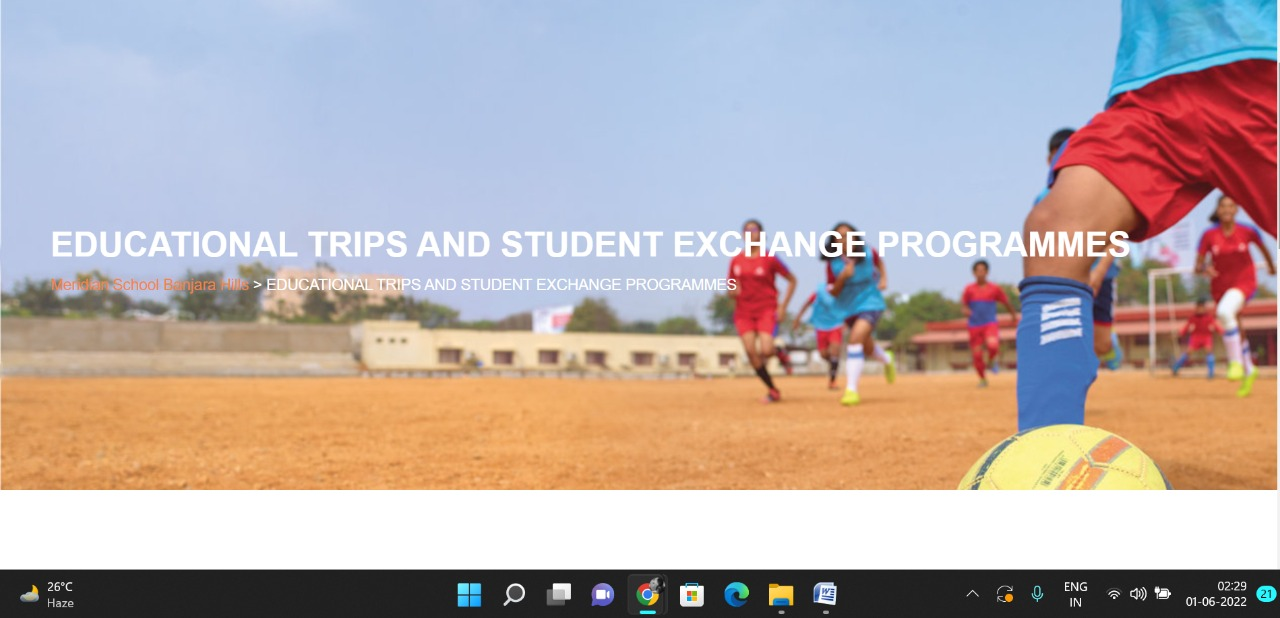 EDUCATIONAL TRIPS AND STUDENT EXCHANGE PROGRAMMES
Meridian School Banjara Hills > EDUCATIONAL TRIPS AND STUDENT EXCHANGE PROGRAMMES
26°C
Haze
ENG
IN
02:29
01-06-2022
21